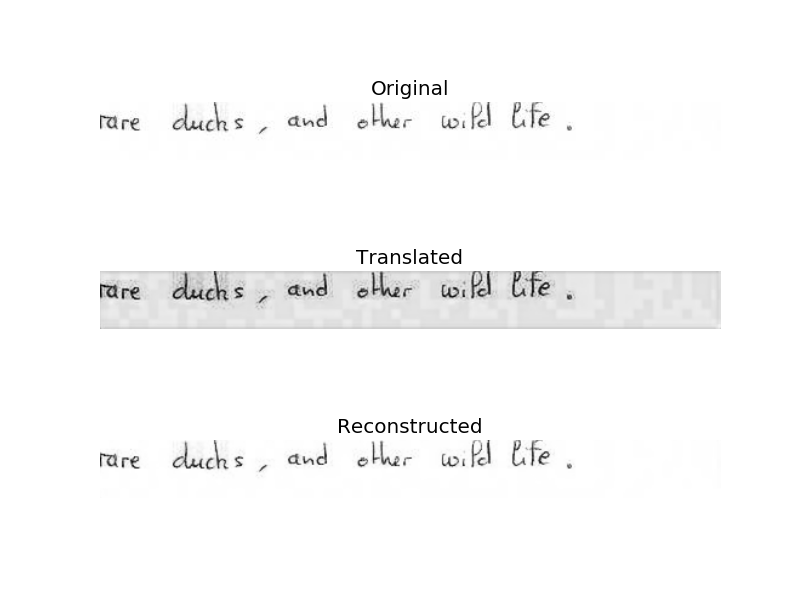 Original
rare ducks, and other wild life.
Translated
rare ducks, and other wild life.
Reconstructed
rare ducks, and other wild life.